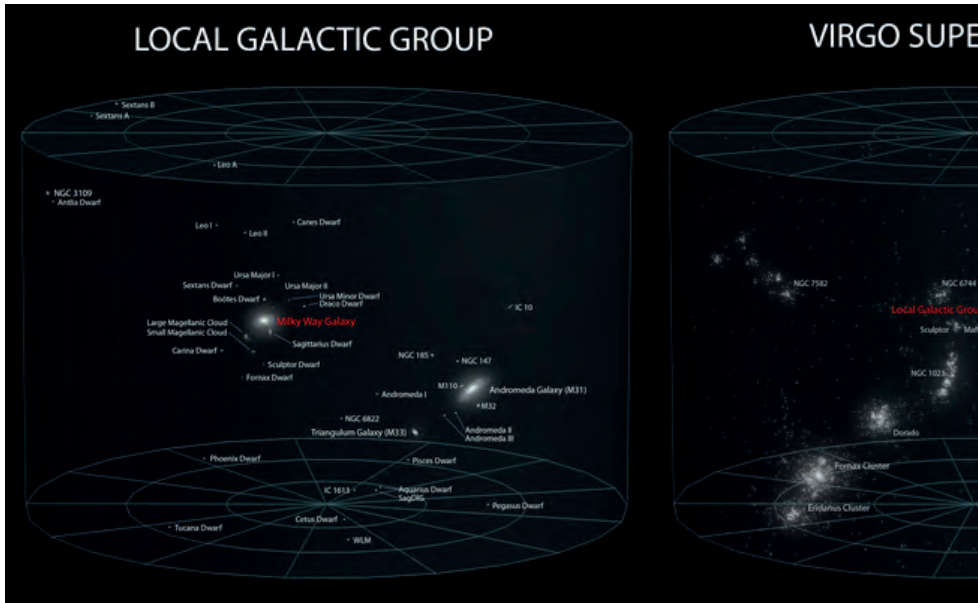 LOCAL GALACTIC GROUP
VIRGO SUPE
Sextans B
Sextans A
Leo A
NGC 3109
Antlia Dwarf
Leo I
Leo II
Canes Dwarf
Ursa Major I
Sextans Dwarf
Ursa Major II
Boötes Dwarf
Ursa Minor Dwarf
Draco Dwarf
IC 10
Milky Way Galaxy
Large Magellanic Cloud
Small Magellanic Cloud
Sagittarius Dwarf
Carina Dwarf
Sculptor Dwarf
Fornax Dwarf
NGC 185
NGC 147
M110
Andromeda Galaxy (M31)
Andromeda I
M32
NGC 6822
Triangulum Galaxy (M33)
Andromeda II
Andromeda III
Phoenix Dwarf
Pisces Dwarf
IC 1613
Aquarius Dwarf
SagDIG
Pegasus Dwarf
Cetus Dwarf
Tucana Dwarf
WLM
NGC 7582
NGC 6744
Local Galactic Grou
Sculptor
NGC 1023
Dorado
Fornax Cluster
Eridanus Cluster